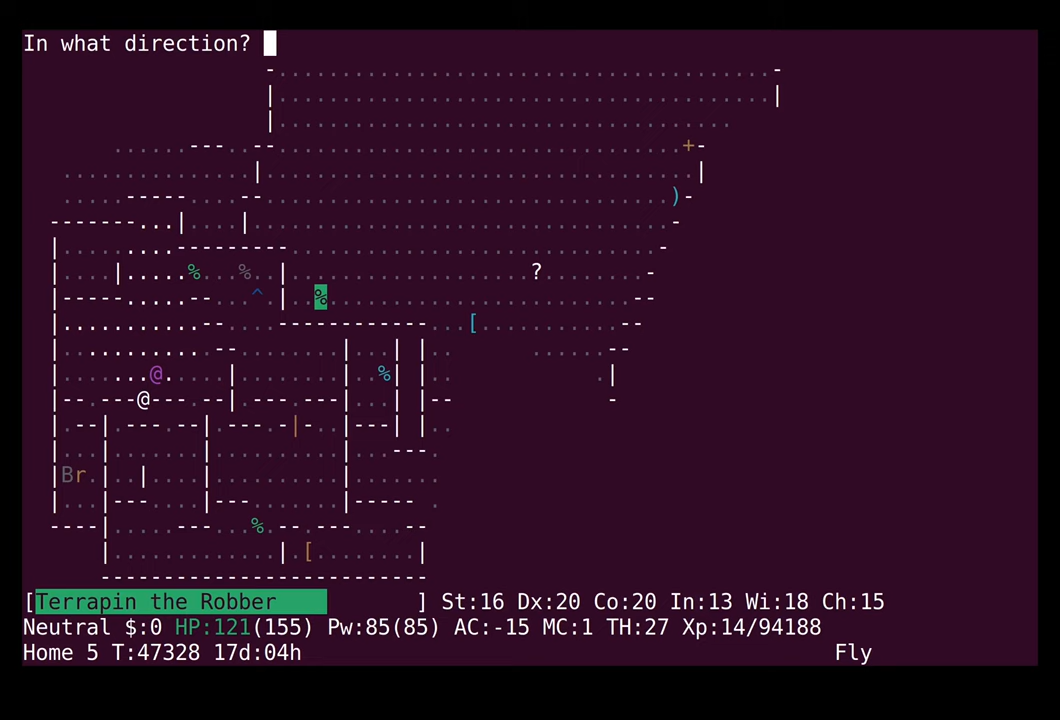 In what direction?
[Terrapin the Robber ] St:16 Dx:20 Co:20 In:13 Wi:18 Ch:15
Neutral $:0 HP:121(155) Pw:85(85) AC:-15 MC:1 TH:27 Xp:14/94188
Home 5 T:47328 17d:04h Fly